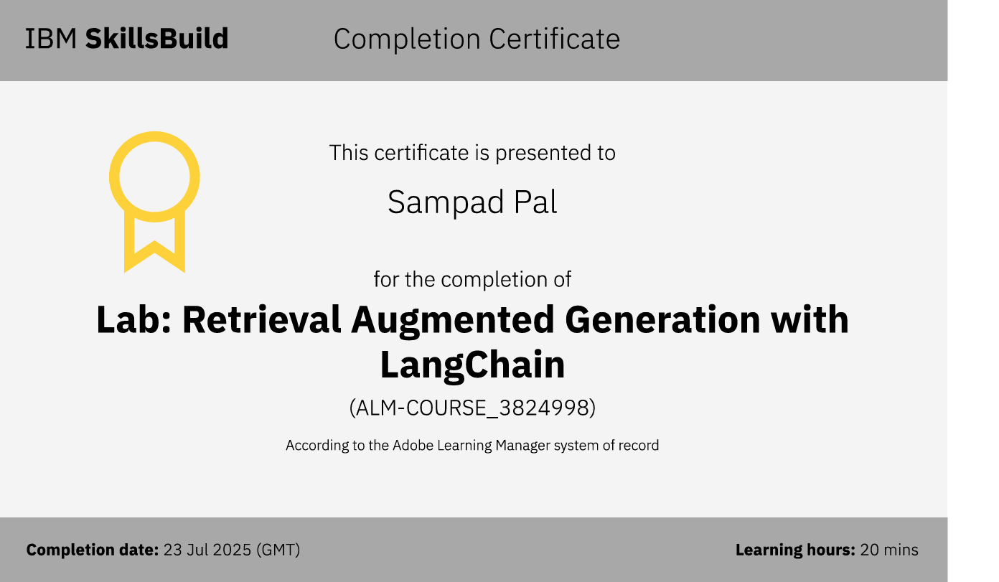 IBM SkillsBuild
Completion Certificate
This certificate is presented to
Sampad Pal
for the completion of
Lab: Retrieval Augmented Generation with
LangChain
(ALM-COURSE_3824998)
According to the Adobe Learning Manager system of record
Completion date: 23 Jul 2025 (GMT)
Learning hours: 20 mins